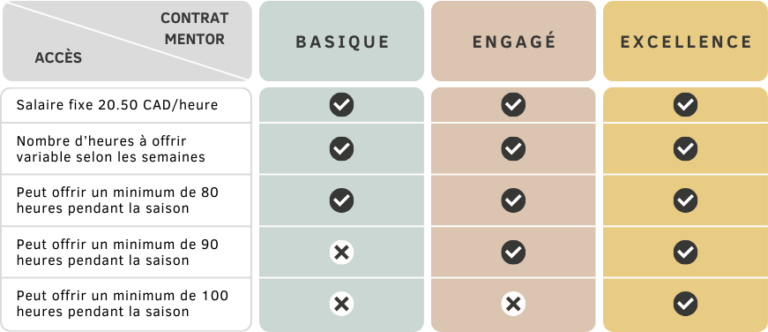 CONTRAT
MENTOR
ACCÈS
BASIQUE
ENGAGÉ
EXCELLENCE
Salaire fixe 20.50 CAD/heure
Nombre d'heures à offrir
variable selon les semaines
Peut offrir un minimum de 80
heures pendant la saison
Peut offrir un minimum de 90
heures pendant la saison
Peut offrir un minimum de 100
heures pendant la saison